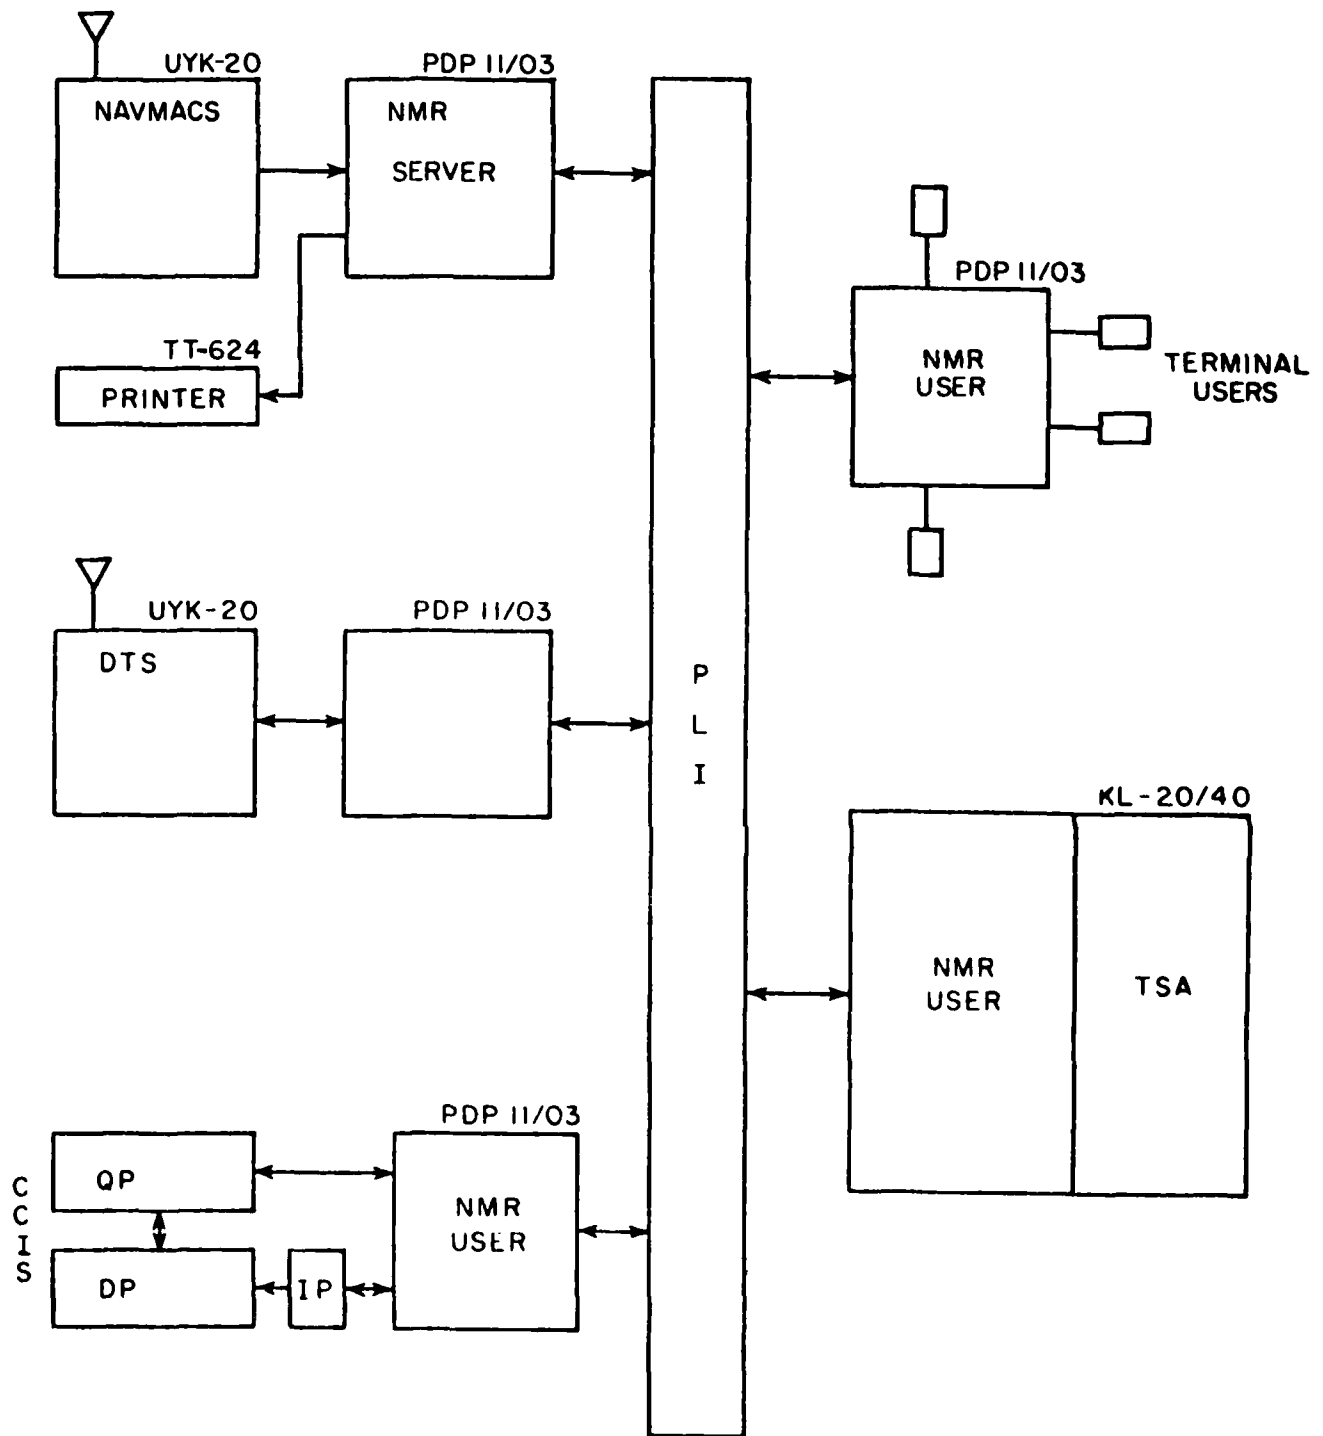 UYK-20
PDP 11/03
NAVMACS
NMR
SERVER
TT-624
PRINTER
PDP 11/03
NMR
USER
TERMINAL
USERS
UYK-20
PDP 11/03
DTS
PLI
KL-20/40
NMR
USER
TSA
PDP 11/03
CCIS
QP
NMR
USER
DP
IP